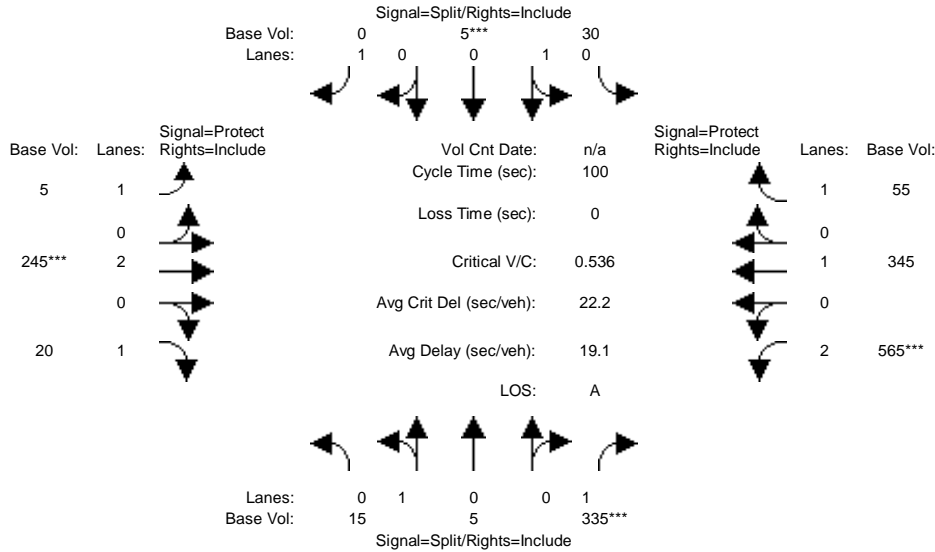 Signal=Split/Rights=Include
Base Vol: 0 5*** 30
Lanes: 1 0 0 1 0
Signal=Protect Signal=Protect
Base Vol: Lanes: Rights=Include Vol Cnt Date: n/a Rights=Include Lanes: Base Vol:
Cycle Time (sec): 100
5 1 1 55
Loss Time (sec): 0
0 0
245*** 2 Critical V/C: 0.536 1 345
0 Avg Crit Del (sec/veh): 22.2 0
20 1 Avg Delay (sec/veh): 19.1 2 565***
LOS: A
Lanes: 0 1 0 0 1
Base Vol: 15 5 335***
Signal=Split/Rights=Include